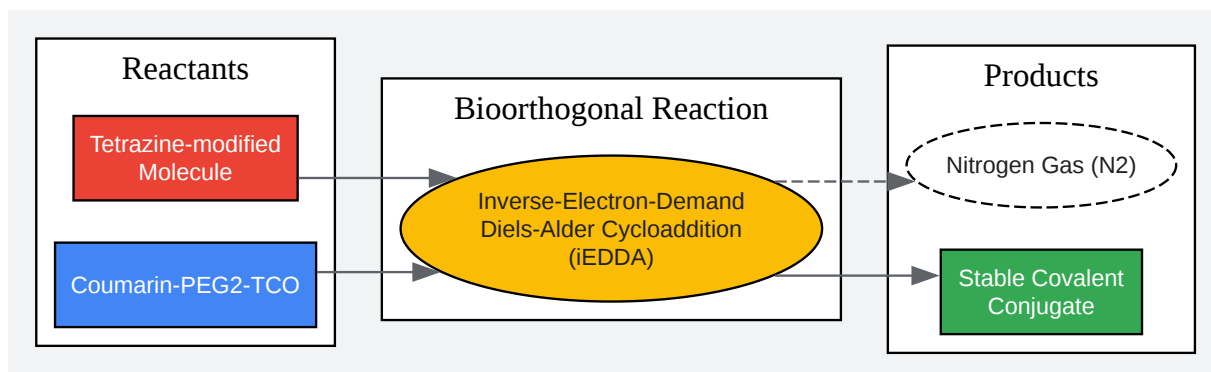 Reactants
Tetrazine-modified
Molecule
Coumarin-PEG2-TCO
Bioorthogonal Reaction
Inverse-Electron-Demand
Diels-Alder Cycloaddition
(iEDDA)
Products
Nitrogen Gas (N2)
Stable Covalent
Conjugate